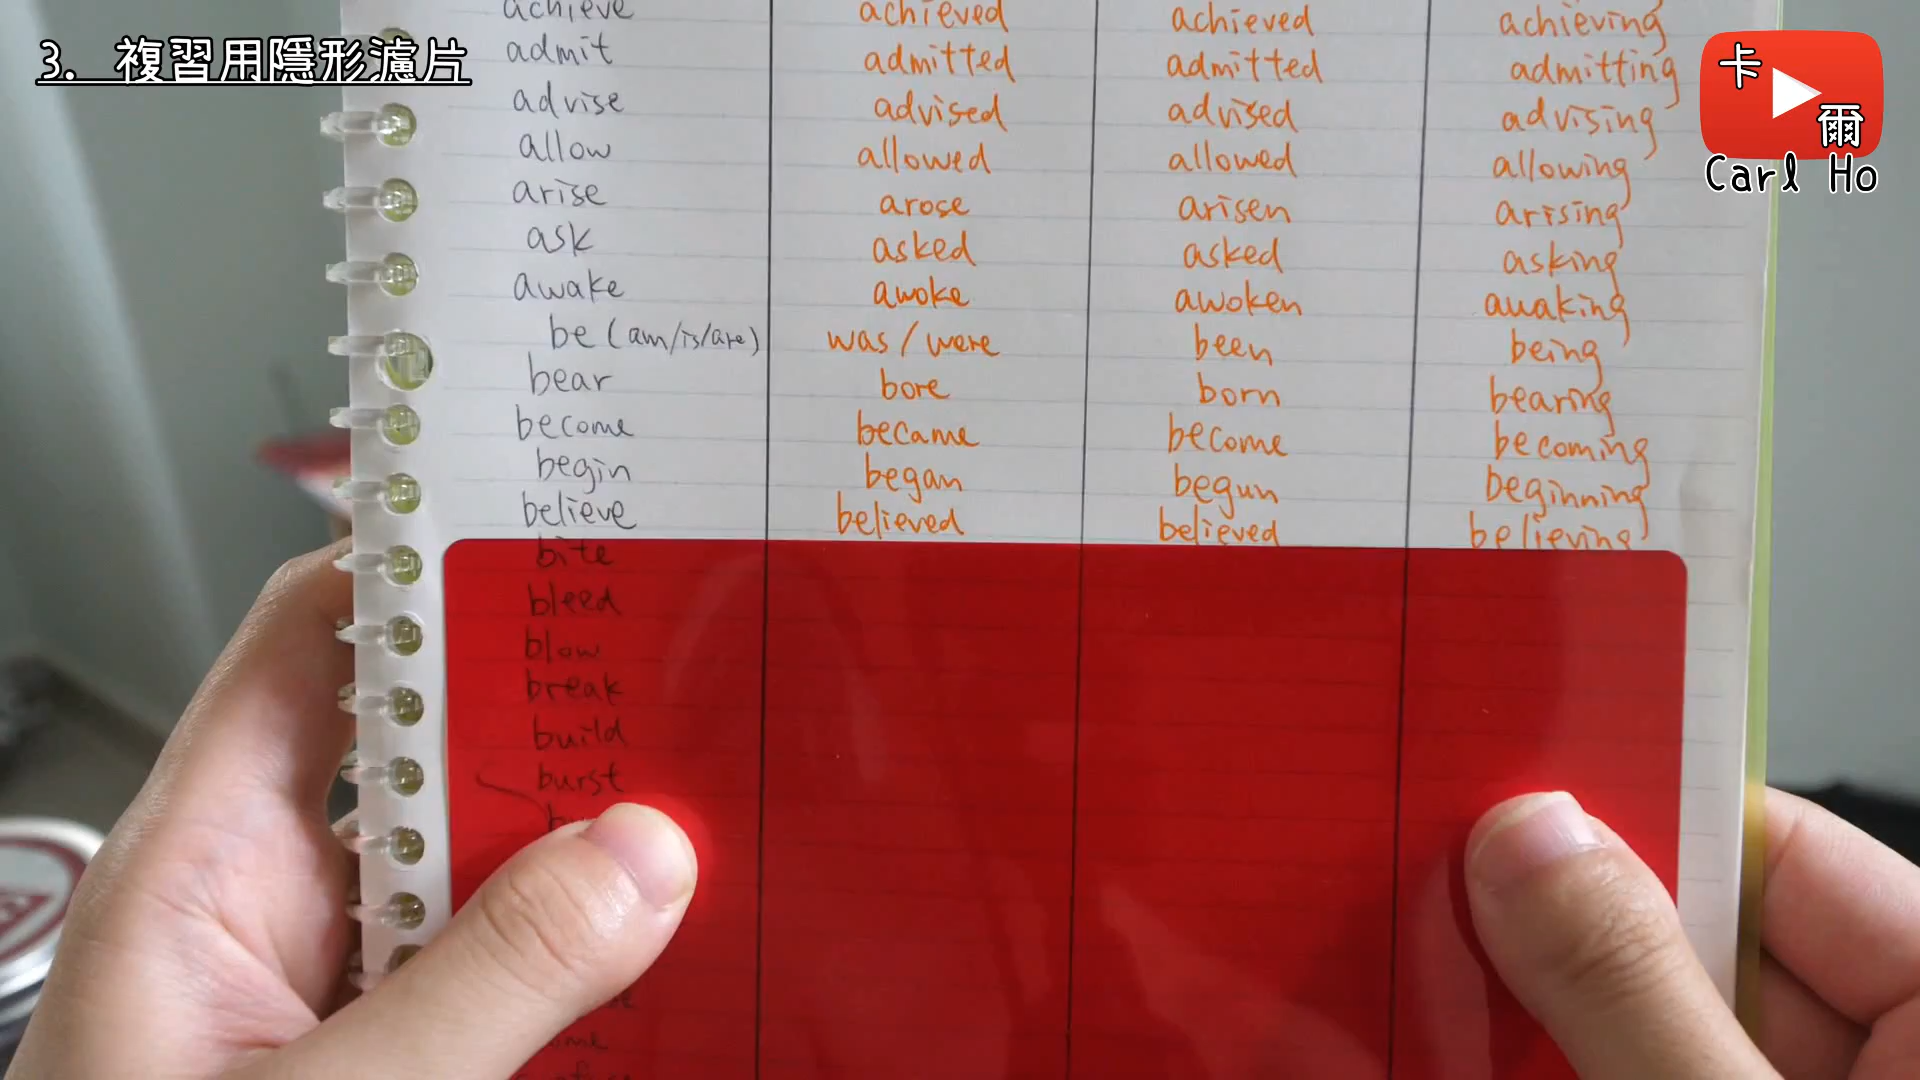 3. 複習用隱形濾片
卡爾
Carl Ho
achieve achieved achieved achieving
admit admitted admitted admitting
advise advised advised advising
allow allowed allowed allowing
arise arose arisen arising
ask asked asked asking
awake awoke awoken awaking
be (am/is/are) was/were been being
bear bore born bearing
become became become becoming
begin began begun beginning
believe believed believed believing
bite
bleed
blow
break
build
burst